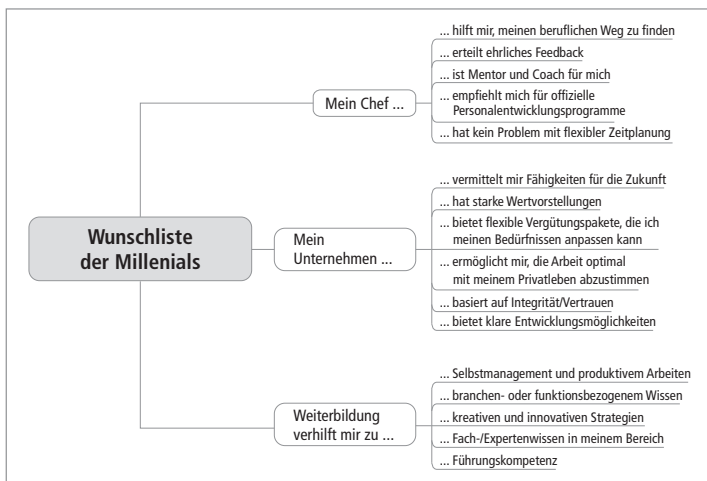 ... hilft mir, meinen beruflichen Weg zu finden
... erteilt ehrliches Feedback
Mein Chef ...
... ist Mentor und Coach für mich
... empfiehlt mich für offizielle
Personalentwicklungsprogramme
... hat kein Problem mit flexibler Zeitplanung
Wunschliste
der Millenials
Mein
Unternehmen ...
... vermittelt mir Fähigkeiten für die Zukunft
... hat starke Wertvorstellungen
... bietet flexible Vergütungspakete, die ich
meinen Bedürfnissen anpassen kann
... ermöglicht mir, die Arbeit optimal
mit meinem Privatleben abzustimmen
... basiert auf Integrität/Vertrauen
... bietet klare Entwicklungsmöglichkeiten
Weiterbildung
verhilft mir zu ...
... Selbstmanagement und produktivem Arbeiten
... branchen- oder funktionsbezogenem Wissen
... kreativen und innovativen Strategien
... Fach-/Expertenwissen in meinem Bereich
... Führungskompetenz